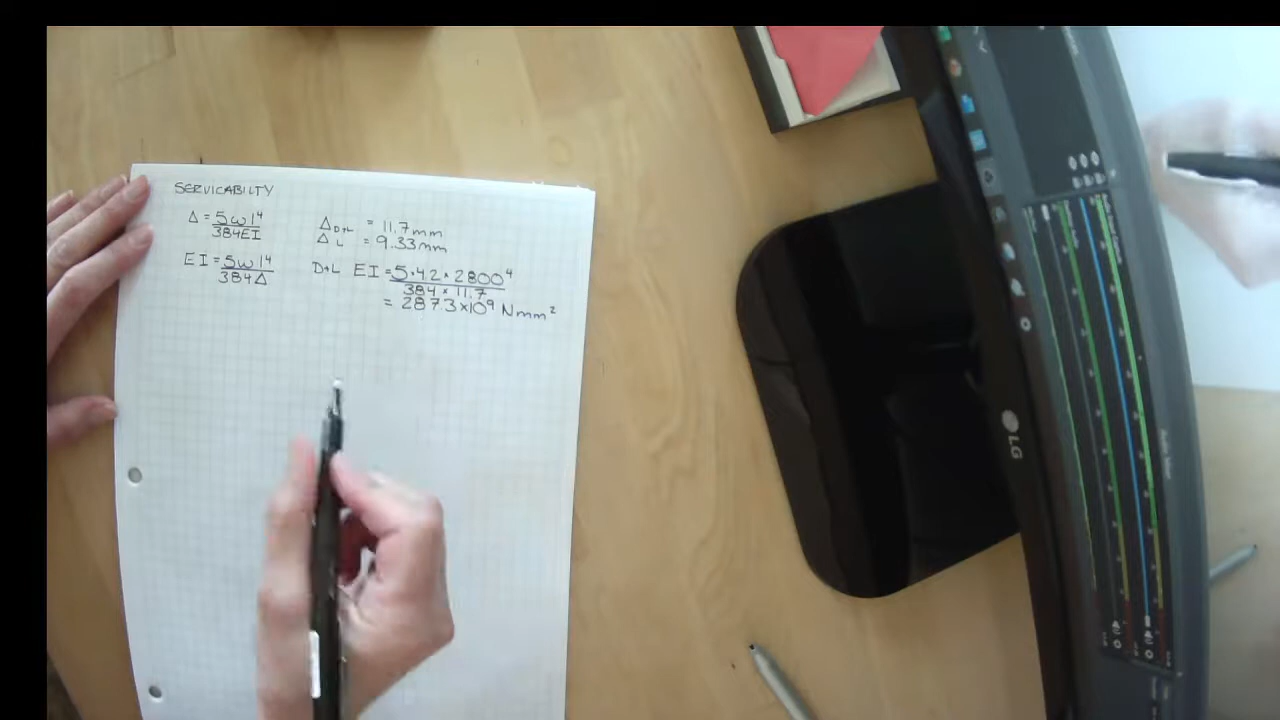 SERVICABILTY
Δ = 5wl⁴ / 384EI
Δ D+L = 11.7mm
Δ L = 9.33mm
EI = 5wl⁴ / 384Δ
D+L EI = 5·42×2800⁴ / 384×11.7
= 2873×10⁹ Nmm²
LG